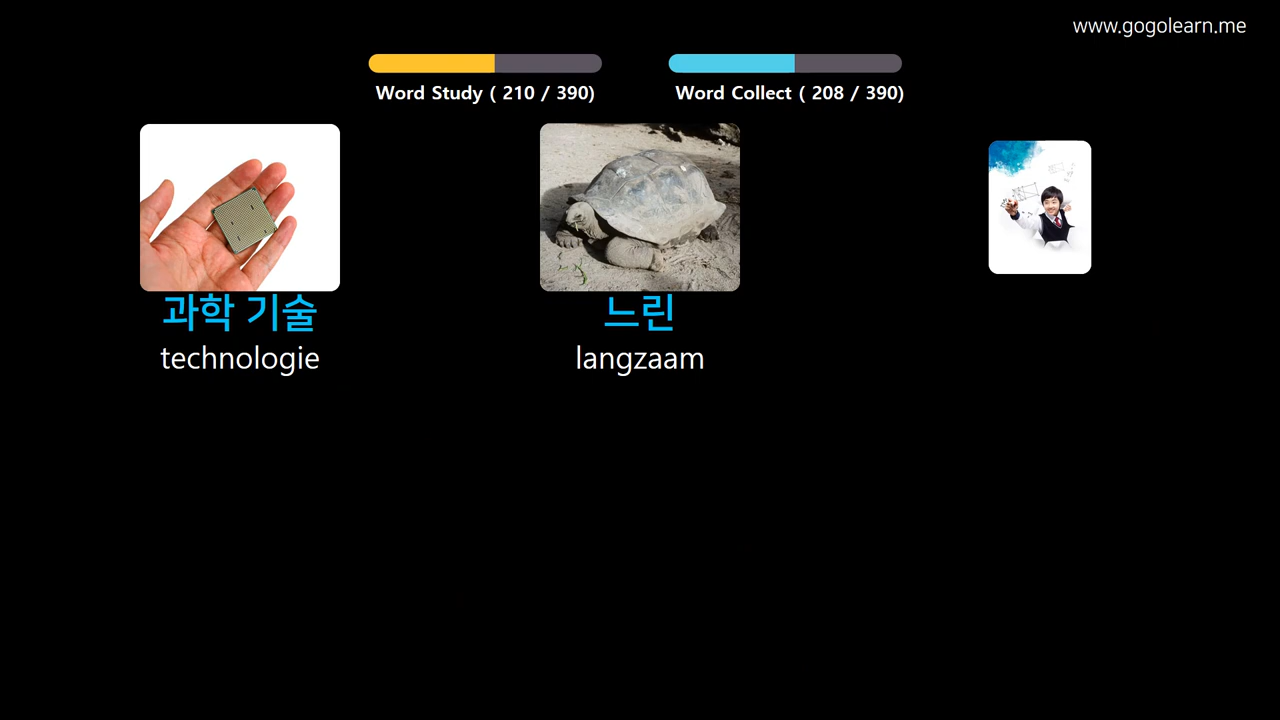 www.gogolearn.me
Word Study ( 210 / 390)
Word Collect ( 208 / 390)
과학 기술
technologie
느린
langzaam